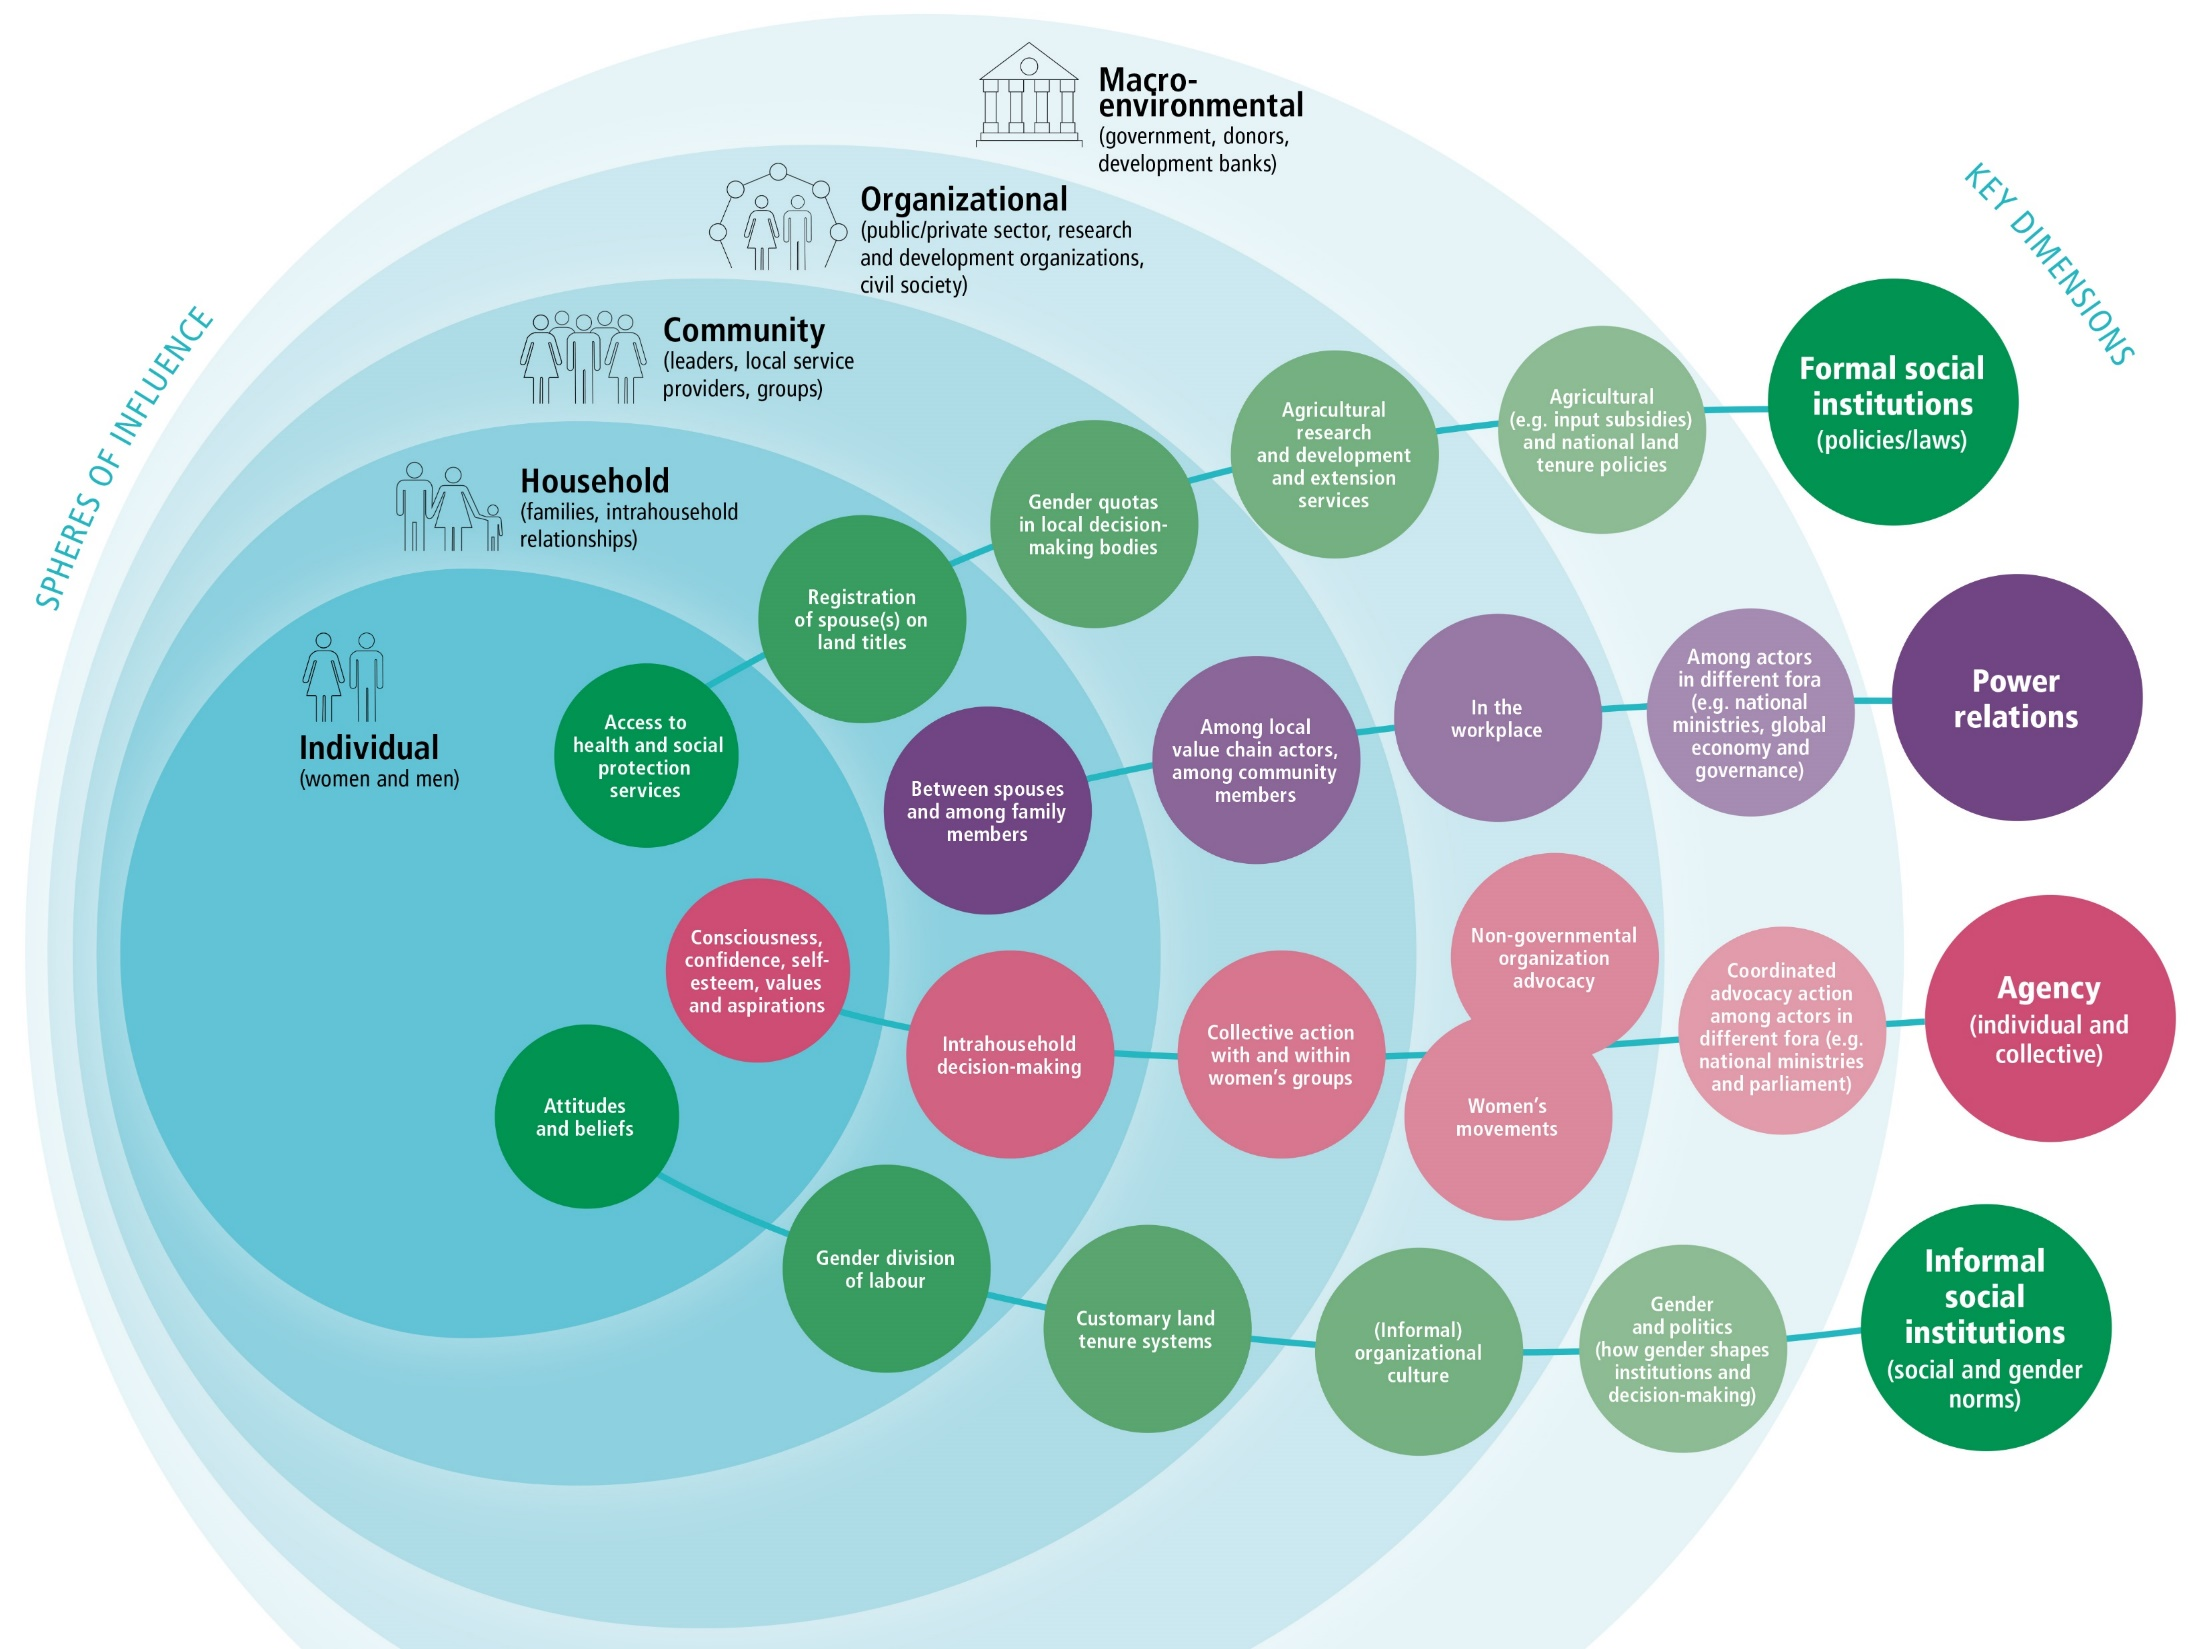 SPHERES OF INFLUENCE
KEY DIMENSIONS
Macro-
environmental
(government, donors,
development banks)
Organizational
(public/private sector, research
and development organizations,
civil society)
Community
(leaders, local service
providers, groups)
Household
(families, intrahousehold
relationships)
Individual
(women and men)
Access to
health and social
protection
services
Registration
of spouse(s) on
land titles
Gender quotas
in local decision-
making bodies
Agricultural
research
and development
and extension
services
Agricultural
(e.g. input subsidies)
and national land
tenure policies
Formal social
institutions
(policies/laws)
Between spouses
and among family
members
Among local
value chain actors,
among community
members
In the
workplace
Among actors
in different fora
(e.g. national
ministries, global
economy and
governance)
Power
relations
Consciousness,
confidence, self-
esteem, values
and aspirations
Intrahousehold
decision-making
Collective action
with and within
women’s groups
Non-governmental
organization
advocacy
Women’s
movements
Coordinated
advocacy action
among actors in
different fora (e.g.
national ministries
and parliament)
Agency
(individual and
collective)
Attitudes
and beliefs
Gender division
of labour
Customary land
tenure systems
(Informal)
organizational
culture
Gender
and politics
(how gender shapes
institutions and
decision-making)
Informal
social
institutions
(social and gender
norms)